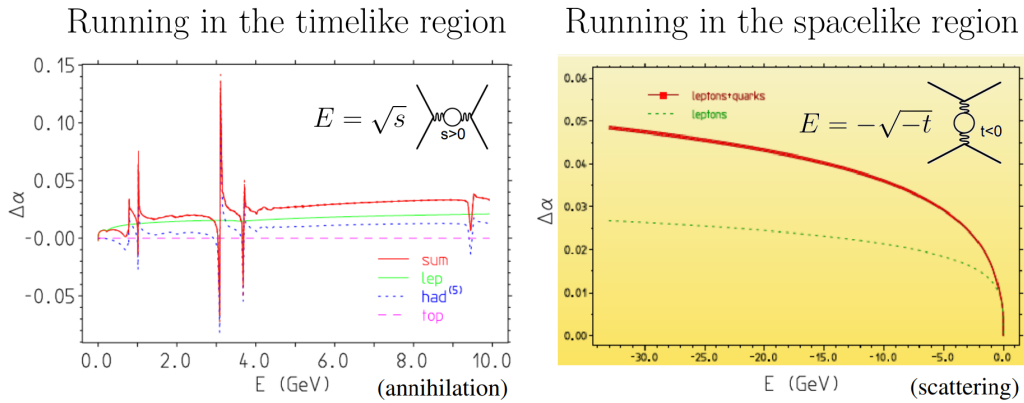 Running in the timelike region
0.15
0.10
0.05
-0.00
-0.05
Δα
E = √s
s>0
sum
lep
had(5)
top
0.0 2.0 4.0 6.0 8.0 10.0
E (GeV)
(annihilation)
Running in the spacelike region
0.06
0.05
0.04
0.03
0.02
0.01
0.00
Δα
leptons+quarks
leptons
E = −√−t
t<0
-30.0 -25.0 -20.0 -15.0 -10.0 -5.0 0.0
E (GeV)
(scattering)